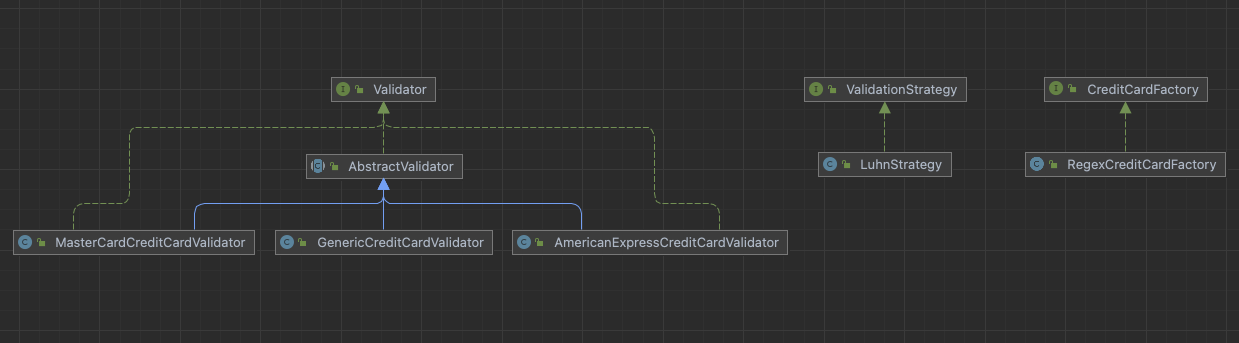 Validator
ValidationStrategy
CreditCardFactory
AbstractValidator
LuhnStrategy
RegexCreditCardFactory
MasterCardCreditCardValidator
GenericCreditCardValidator
AmericanExpressCreditCardValidator